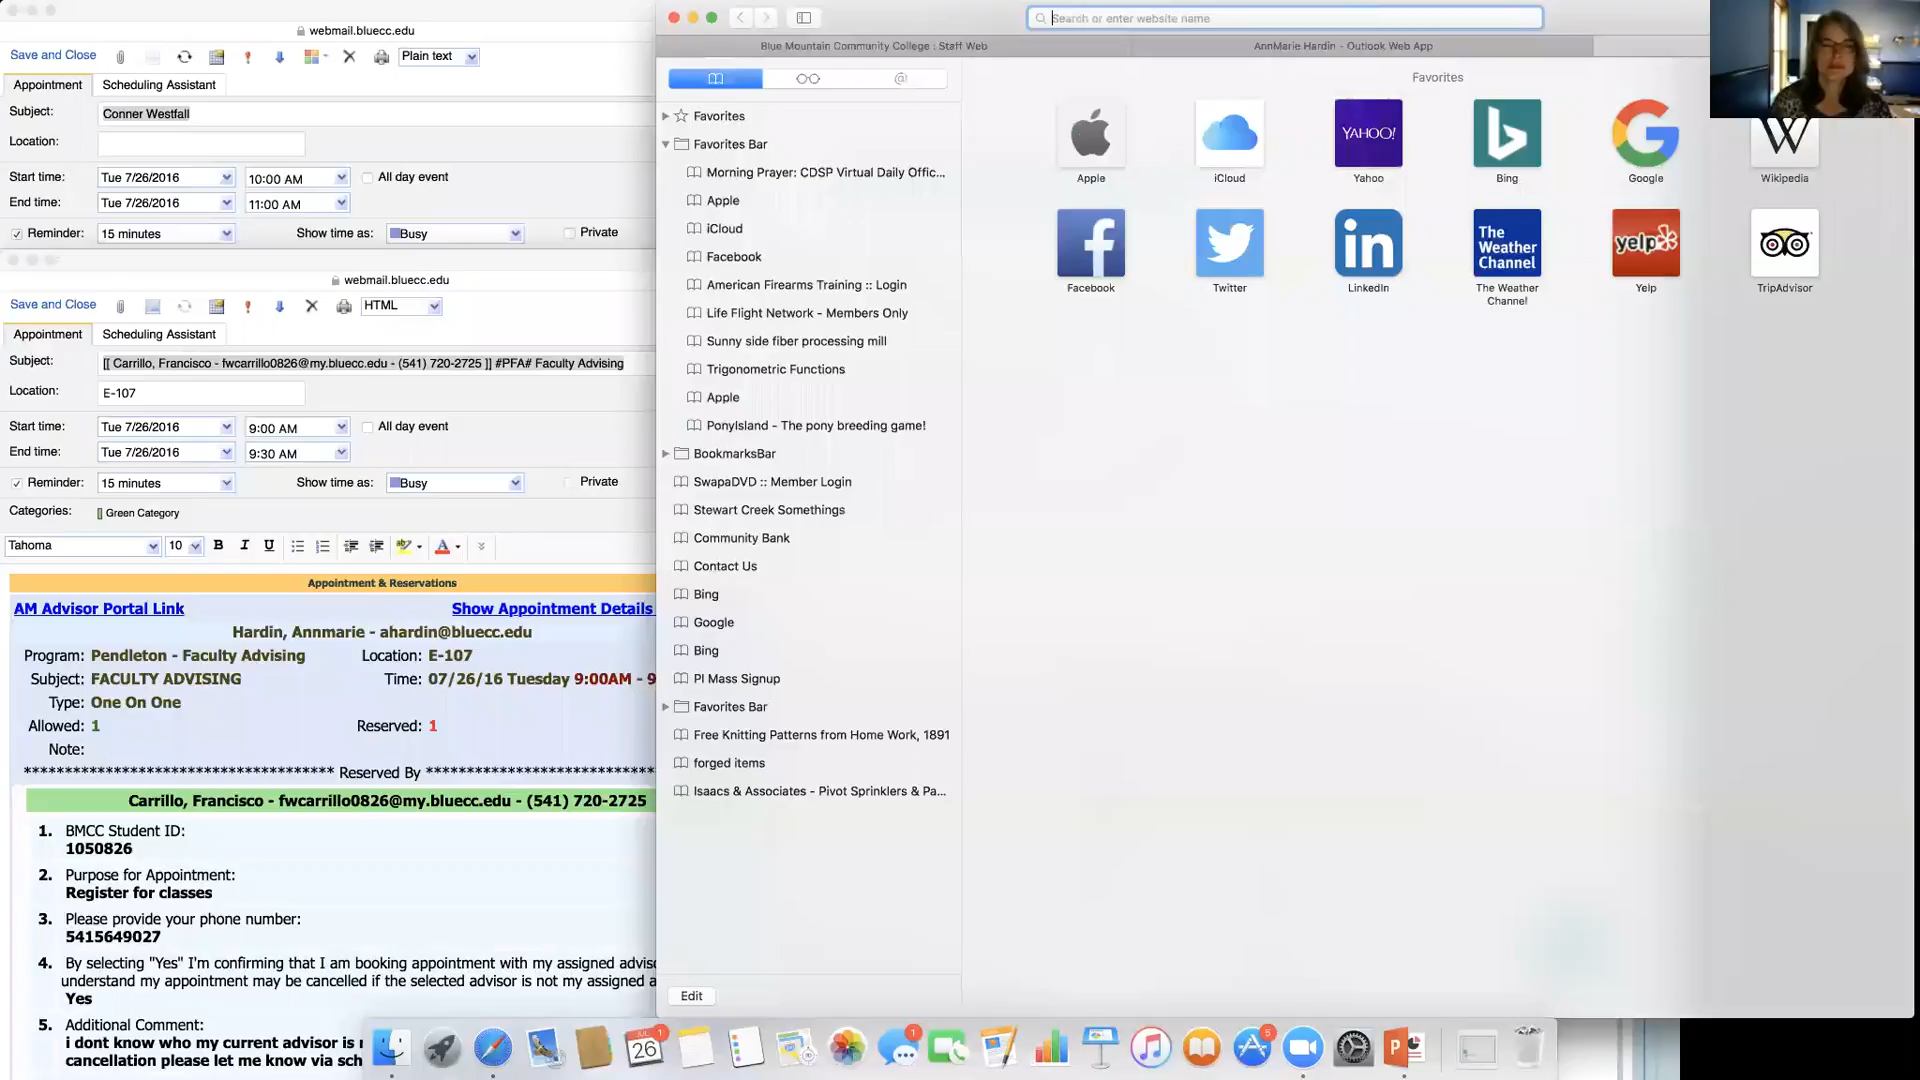 webmail.bluecc.edu
Save and Close
Plain text
Appointment
Scheduling Assistant
Subject:
Conner Westfall
Location:
Start time:
Tue 7/26/2016
10:00 AM
All day event
End time:
Tue 7/26/2016
11:00 AM
Reminder:
15 minutes
Show time as:
Busy
Private
webmail.bluecc.edu
Save and Close
HTML
Appointment
Scheduling Assistant
Subject:
[[ Carrillo, Francisco - fwcarrillo0826@my.bluecc.edu - (541) 720-2725 ]] #PFA# Faculty Advising
Location:
E-107
Start time:
Tue 7/26/2016
9:00 AM
All day event
End time:
Tue 7/26/2016
9:30 AM
Reminder:
15 minutes
Show time as:
Busy
Private
Categories:
Green Category
Tahoma
10
B I U
A
Appointment & Reservations
AM Advisor Portal Link
Show Appointment Details
Hardin, Annmarie - ahardin@bluecc.edu
Program: Pendleton - Faculty Advising
Location: E-107
Subject: FACULTY ADVISING
Time: 07/26/16 Tuesday 9:00AM - 9
Type: One On One
Allowed: 1
Reserved: 1
Note:
************************************** Reserved By ****************************
Carrillo, Francisco - fwcarrillo0826@my.bluecc.edu - (541) 720-2725
1. BMCC Student ID:
1050826
2. Purpose for Appointment:
Register for classes
3. Please provide your phone number:
5415649027
4. By selecting "Yes" I'm confirming that I am booking appointment with my assigned adviso
understand my appointment may be cancelled if the selected advisor is not my assigned a
Yes
5. Additional Comment:
i dont know who my current advisor is
cancellation please let me know via sch
Search or enter website name
Blue Mountain Community College : Staff Web
AnnMarie Hardin - Outlook Web App
@
Favorites
Favorites Bar
Morning Prayer: CDSP Virtual Daily Offic...
Apple
iCloud
Facebook
American Firearms Training :: Login
Life Flight Network - Members Only
Sunny side fiber processing mill
Trigonometric Functions
Apple
PonyIsland - The pony breeding game!
BookmarksBar
SwapaDVD :: Member Login
Stewart Creek Somethings
Community Bank
Contact Us
Bing
Google
Bing
PI Mass Signup
Favorites Bar
Free Knitting Patterns from Home Work, 1891
forged items
Isaacs & Associates - Pivot Sprinklers & Pa...
Edit
Favorites
YAHOO!
b
G
W
Apple
iCloud
Yahoo
Bing
Google
Wikipedia
f
in
The
Weather
Channel
yelp
Facebook
Twitter
LinkedIn
The Weather
Channel
Yelp
TripAdvisor
JUL
26
1
1
5
P